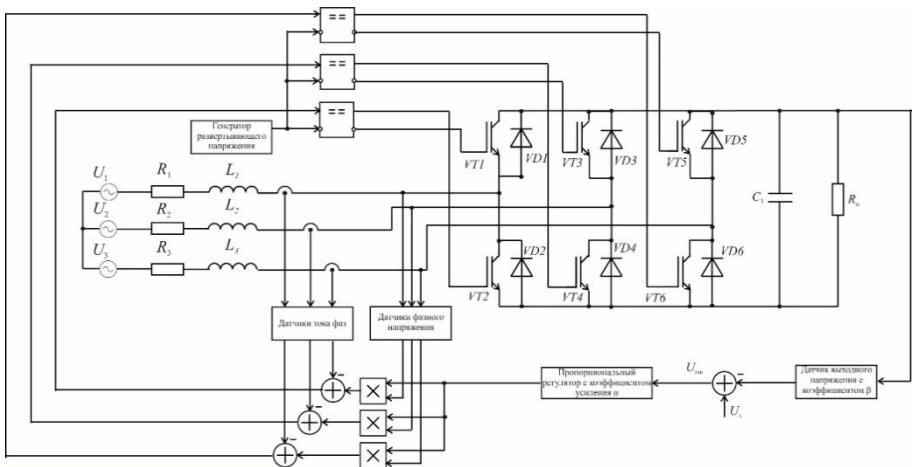 ==
==
==
Генератор
развертывающего
напряжения
VT1
VD1
VT3
VD3
VT5
VD5
U1
R1
L1
U2
R2
L2
U3
R3
L3
C1
Rн
VT2
VD2
VT4
VD4
VT6
VD6
Датчики тока фаз
Датчики фазного
напряжения
Пропорциональный
регулятор с коэффициентом
усиления α
Датчик выходного
напряжения с
коэффициентом β